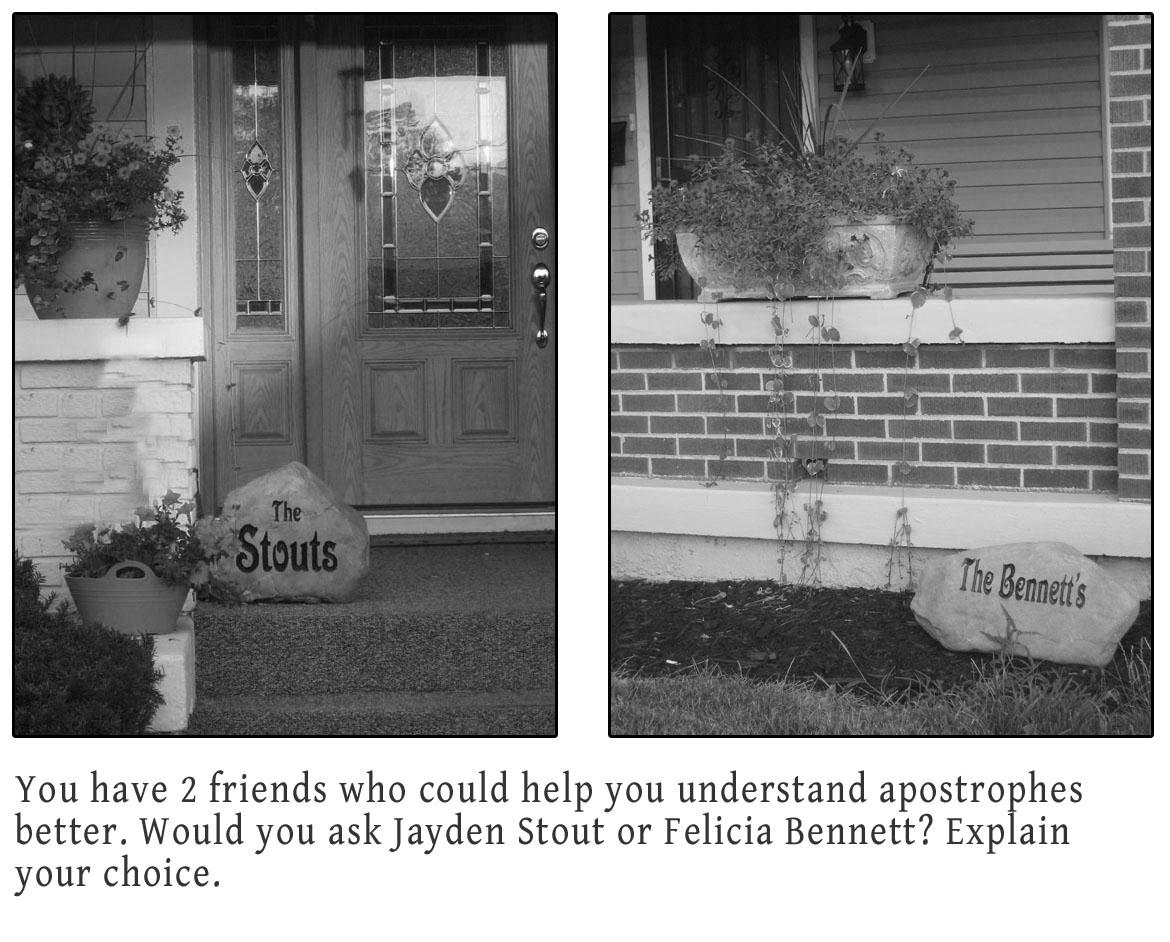 The
Stouts
The Bennett's
You have 2 friends who could help you understand apostrophes
better. Would you ask Jayden Stout or Felicia Bennett? Explain
your choice.